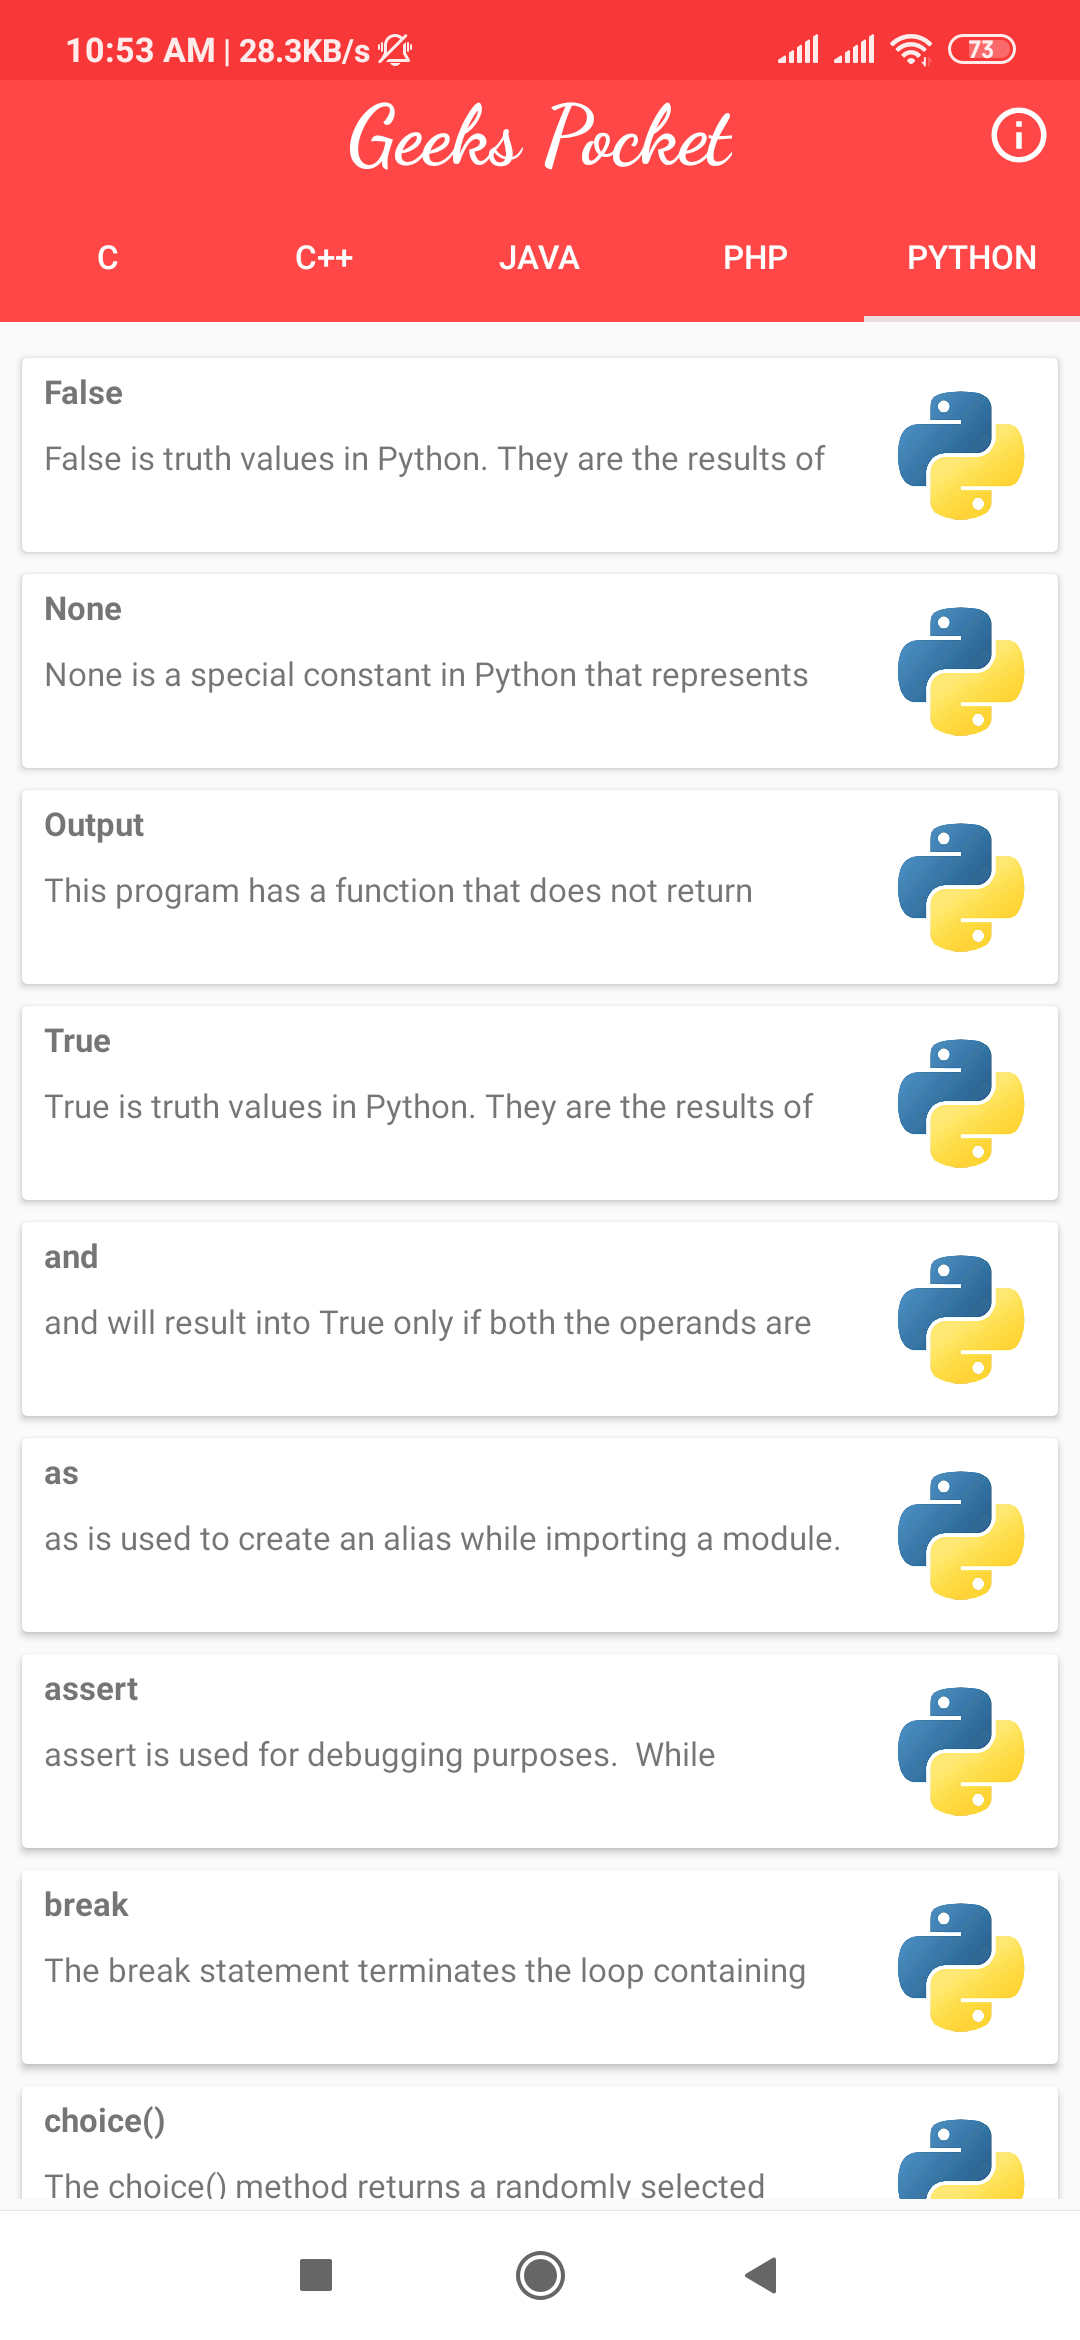 10:53 AM | 28.3KB/s 73
Geeks Pocket
C C++ JAVA PHP PYTHON
False
False is truth values in Python. They are the results of
None
None is a special constant in Python that represents
Output
This program has a function that does not return
True
True is truth values in Python. They are the results of
and
and will result into True only if both the operands are
as
as is used to create an alias while importing a module.
assert
assert is used for debugging purposes.  While
break
The break statement terminates the loop containing
choice()
The choice() method returns a randomly selected